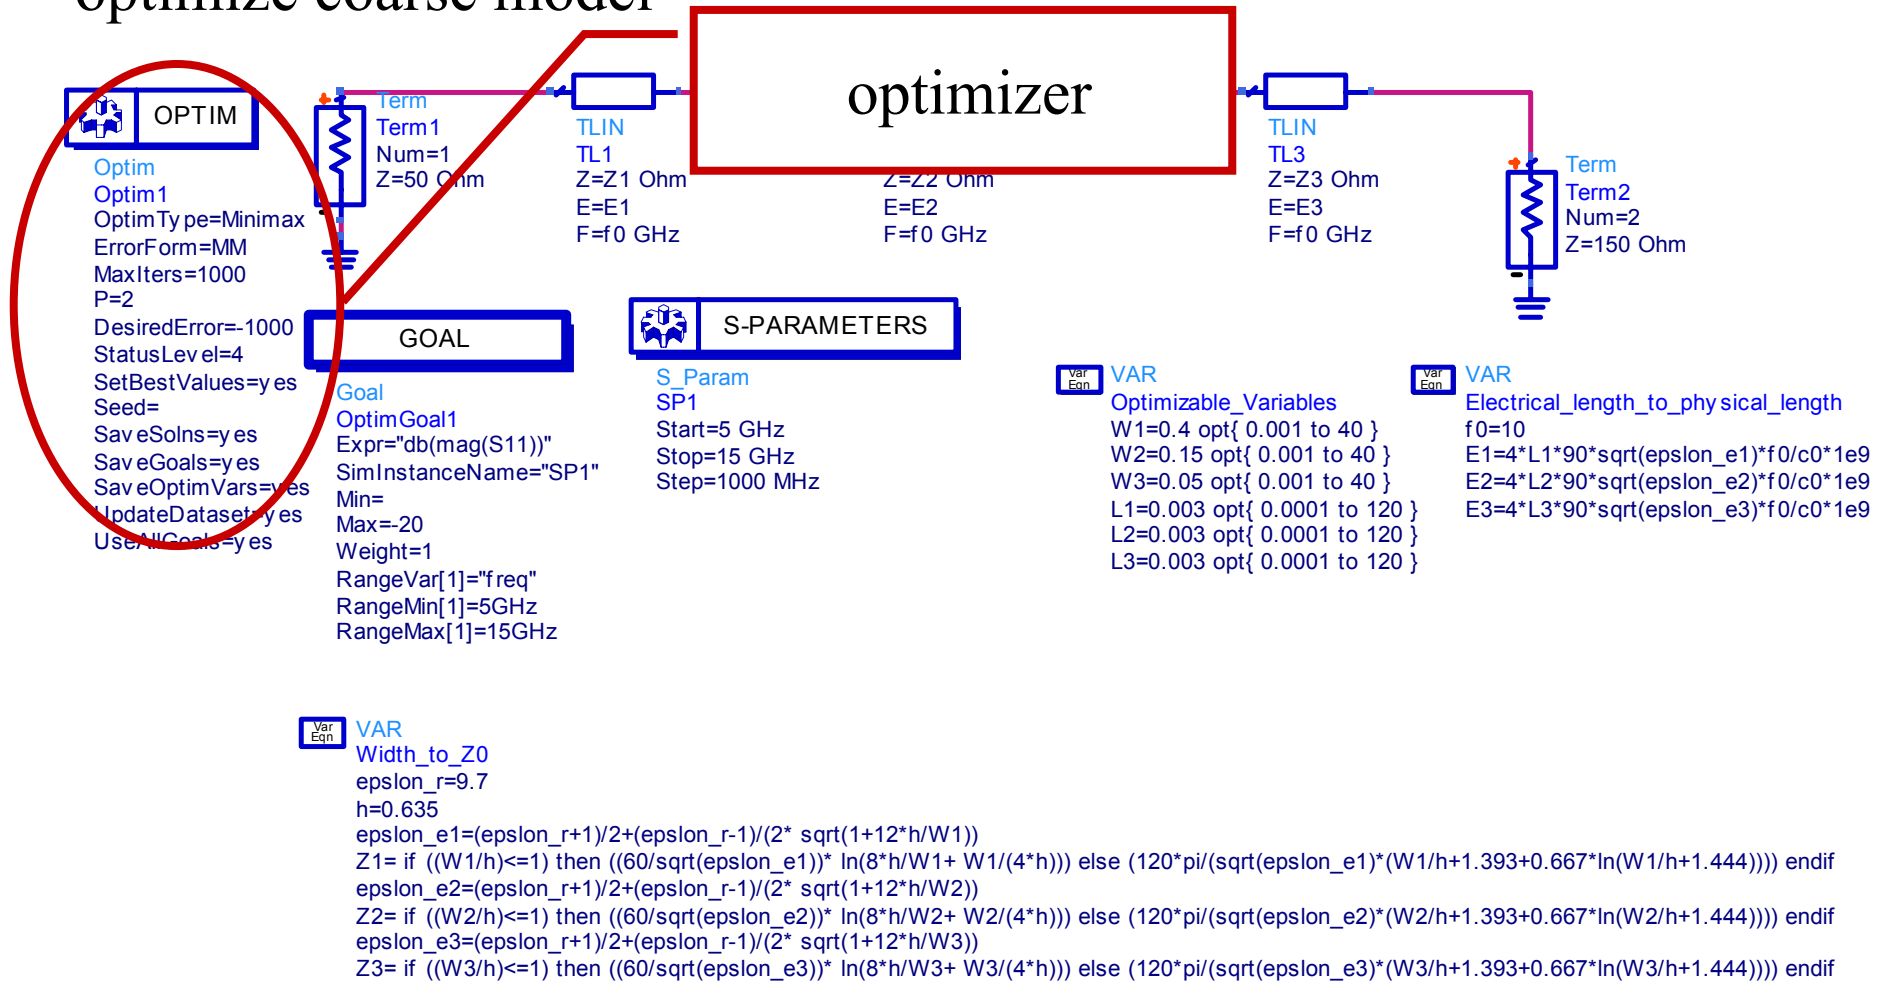 optimize coarse model
optimizer
OPTIM
Optim
Optim1
OptimType=Minimax
ErrorForm=MM
MaxIters=1000
P=2
DesiredError=-1000
StatusLevel=4
SetBestValues=yes
Seed=
SaveSolns=yes
SaveGoals=yes
SaveOptimVars=yes
UpdateDataset=yes
UseAllGoals=yes
Term
Term1
Num=1
Z=50 Ohm
TLIN
TL1
Z=Z1 Ohm
E=E1
F=f0 GHz
Z=Z2 Ohm
E=E2
F=f0 GHz
TLIN
TL3
Z=Z3 Ohm
E=E3
F=f0 GHz
Term
Term2
Num=2
Z=150 Ohm
GOAL
Goal
OptimGoal1
Expr="db(mag(S11))"
SimInstanceName="SP1"
Min=
Max=-20
Weight=1
RangeVar[1]="freq"
RangeMin[1]=5GHz
RangeMax[1]=15GHz
S-PARAMETERS
S_Param
SP1
Start=5 GHz
Stop=15 GHz
Step=1000 MHz
Var
Eqn
VAR
Optimizable_Variables
W1=0.4 opt{ 0.001 to 40 }
W2=0.15 opt{ 0.001 to 40 }
W3=0.05 opt{ 0.001 to 40 }
L1=0.003 opt{ 0.0001 to 120 }
L2=0.003 opt{ 0.0001 to 120 }
L3=0.003 opt{ 0.0001 to 120 }
Var
Eqn
VAR
Electrical_length_to_physical_length
f0=10
E1=4*L1*90*sqrt(epslon_e1)*f0/c0*1e9
E2=4*L2*90*sqrt(epslon_e2)*f0/c0*1e9
E3=4*L3*90*sqrt(epslon_e3)*f0/c0*1e9
Var
Eqn
VAR
Width_to_Z0
epslon_r=9.7
h=0.635
epslon_e1=(epslon_r+1)/2+(epslon_r-1)/(2* sqrt(1+12*h/W1))
Z1= if ((W1/h)<=1) then ((60/sqrt(epslon_e1))* ln(8*h/W1+ W1/(4*h))) else (120*pi/(sqrt(epslon_e1)*(W1/h+1.393+0.667*ln(W1/h+1.444)))) endif
epslon_e2=(epslon_r+1)/2+(epslon_r-1)/(2* sqrt(1+12*h/W2))
Z2= if ((W2/h)<=1) then ((60/sqrt(epslon_e2))* ln(8*h/W2+ W2/(4*h))) else (120*pi/(sqrt(epslon_e2)*(W2/h+1.393+0.667*ln(W2/h+1.444)))) endif
epslon_e3=(epslon_r+1)/2+(epslon_r-1)/(2* sqrt(1+12*h/W3))
Z3= if ((W3/h)<=1) then ((60/sqrt(epslon_e3))* ln(8*h/W3+ W3/(4*h))) else (120*pi/(sqrt(epslon_e3)*(W3/h+1.393+0.667*ln(W3/h+1.444)))) endif